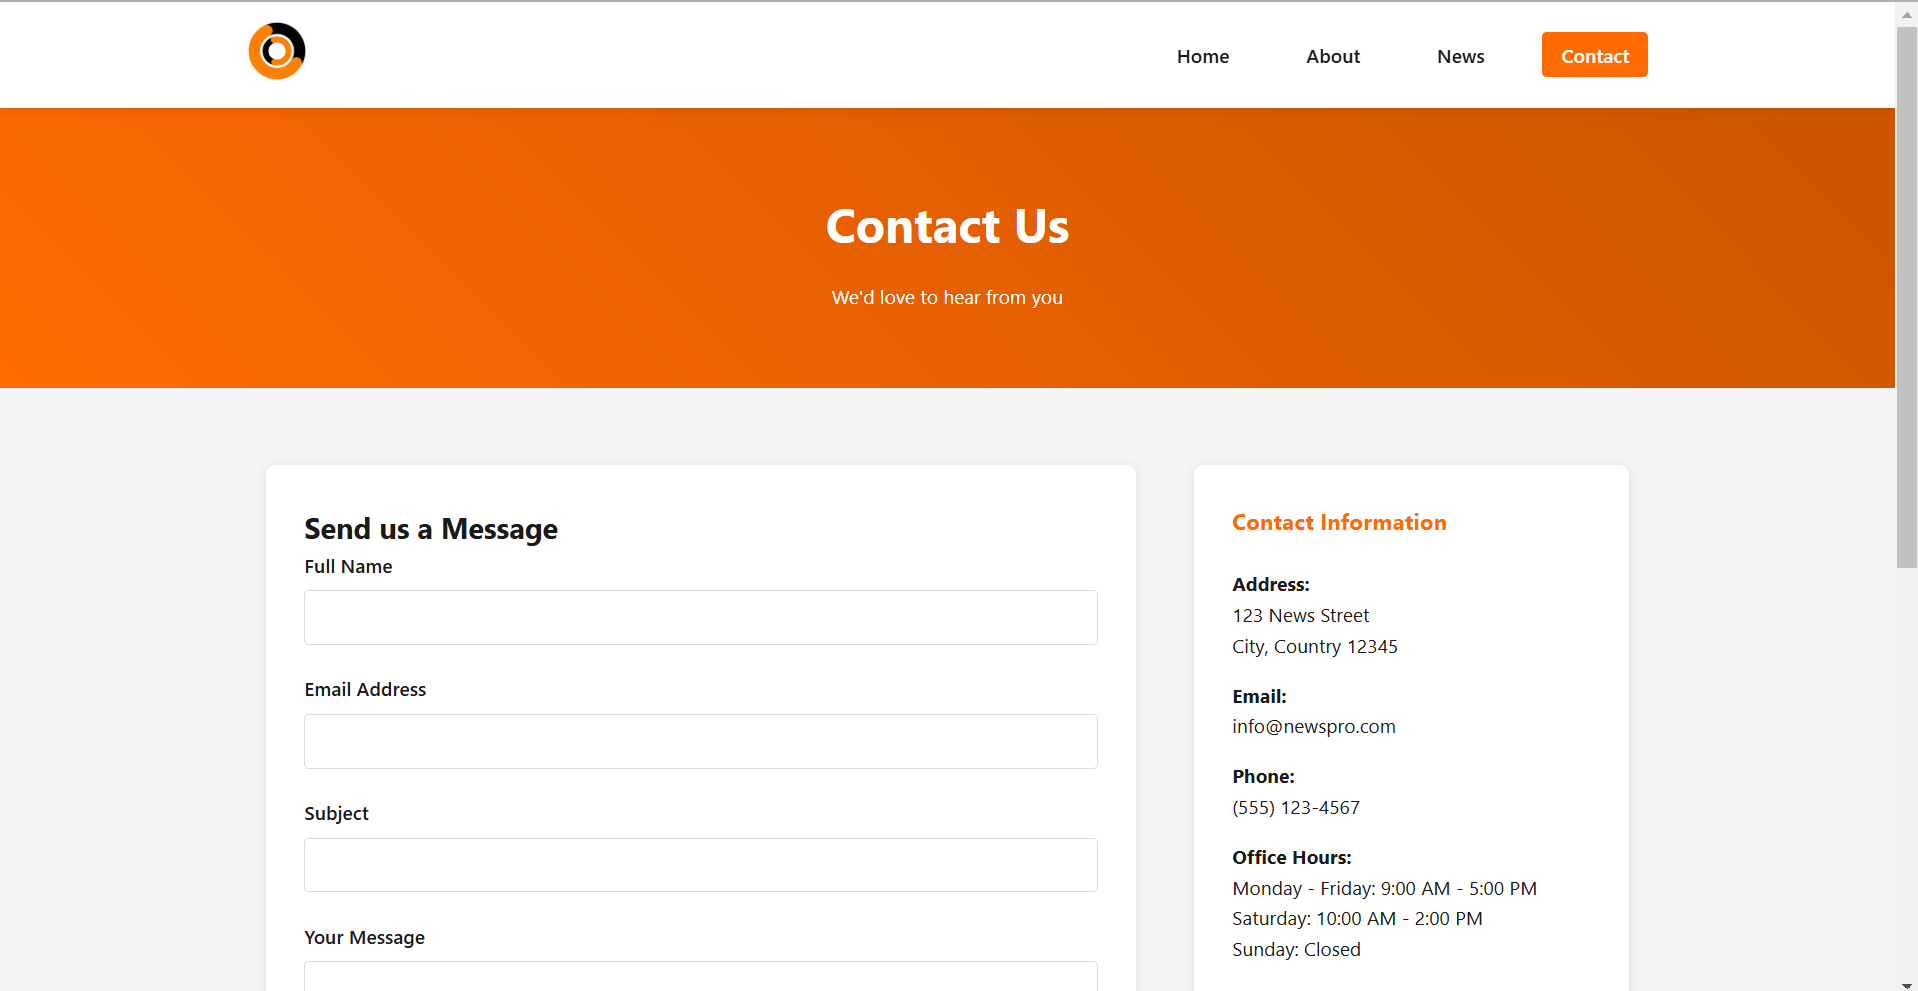 Home
About
News
Contact
Contact Us
We'd love to hear from you
Send us a Message
Full Name
Email Address
Subject
Your Message
Contact Information
Address:
123 News Street
City, Country 12345
Email:
info@newspro.com
Phone:
(555) 123-4567
Office Hours:
Monday - Friday: 9:00 AM - 5:00 PM
Saturday: 10:00 AM - 2:00 PM
Sunday: Closed